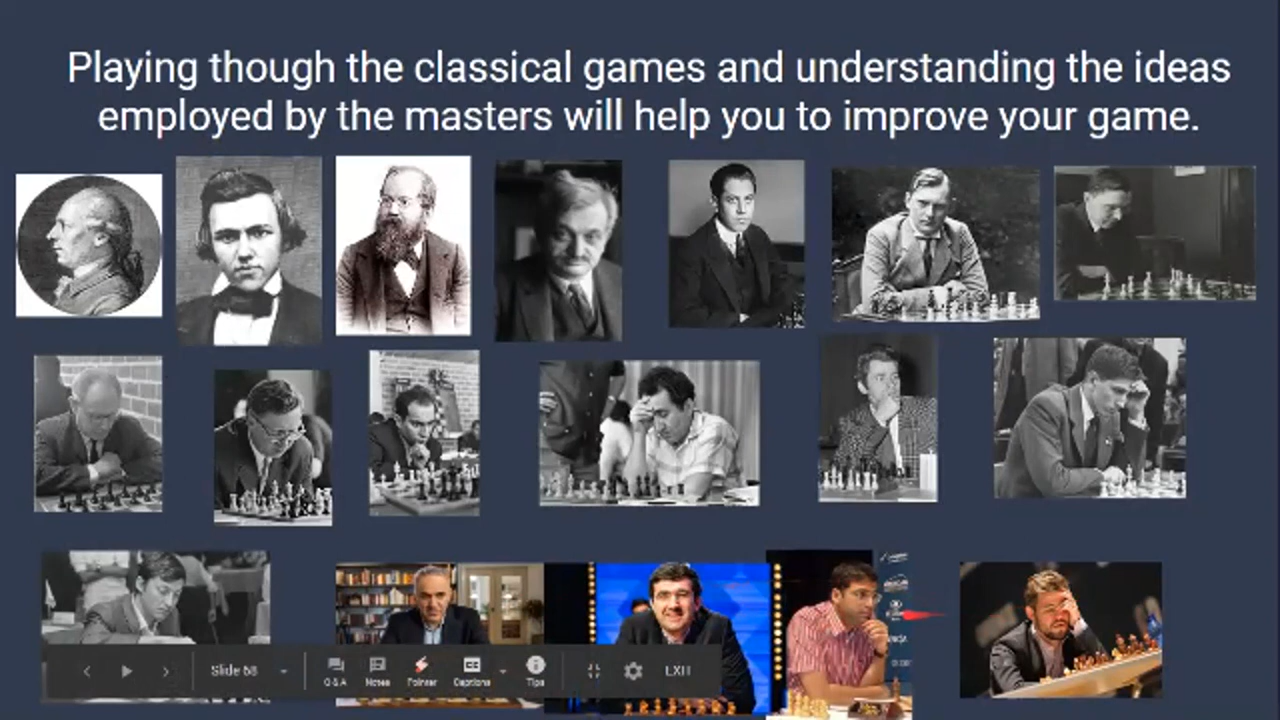 Playing though the classical games and understanding the ideas
employed by the masters will help you to improve your game.
Slide 68
Q & A
Notes
Pointer
Captions
Tips
EXIT